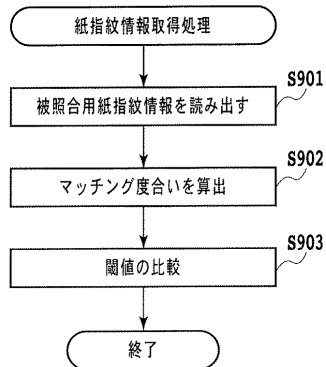 紙指紋情報取得処理
S901
被照合用紙指紋情報を読み出す
S902
マッチング度合いを算出
S903
閾値の比較
終了